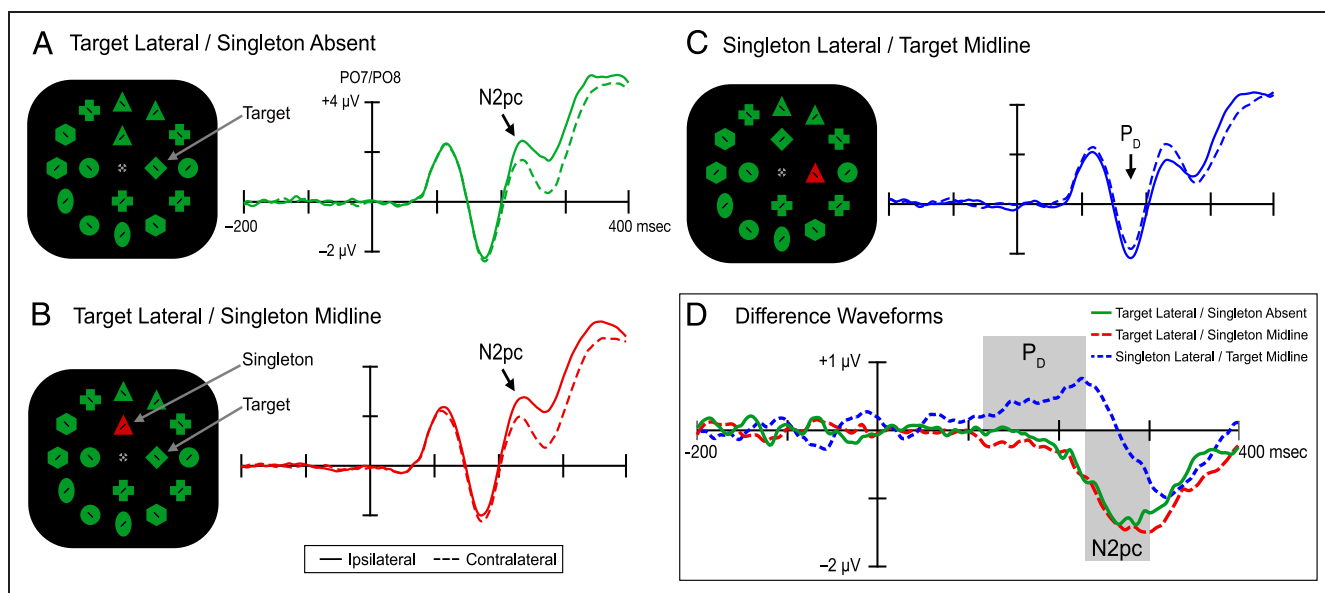 A Target Lateral / Singleton Absent
PO7/PO8
+4 µV
N2pc
Target
−200
−2 µV
400 msec
B Target Lateral / Singleton Midline
N2pc
Singleton
Target
Ipsilateral Contralateral
C Singleton Lateral / Target Midline
P_D
D Difference Waveforms
Target Lateral / Singleton Absent
Target Lateral / Singleton Midline
Singleton Lateral / Target Midline
+1 µV
P_D
-200
400 msec
N2pc
−2 µV